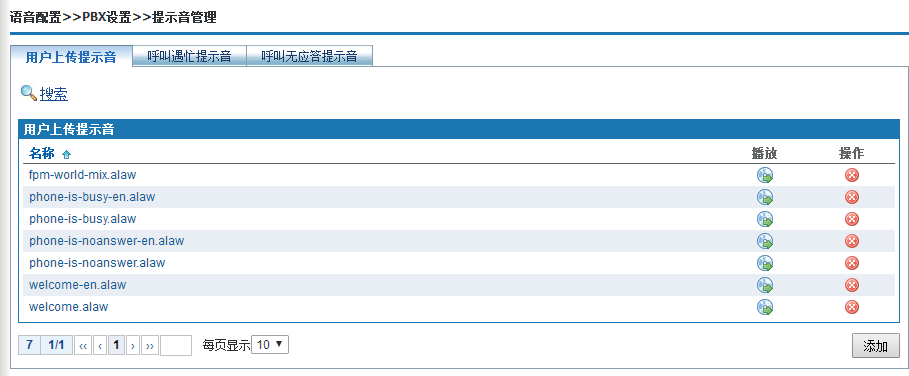 语音配置>>PBX设置>>提示音管理
用户上传提示音 呼叫遇忙提示音 呼叫无应答提示音
搜索
用户上传提示音
名称 播放 操作
fpm-world-mix.alaw
phone-is-busy-en.alaw
phone-is-busy.alaw
phone-is-noanswer-en.alaw
phone-is-noanswer.alaw
welcome-en.alaw
welcome.alaw
7 1/1 ‹‹ ‹ 1 › ›› 每页显示 10 添加